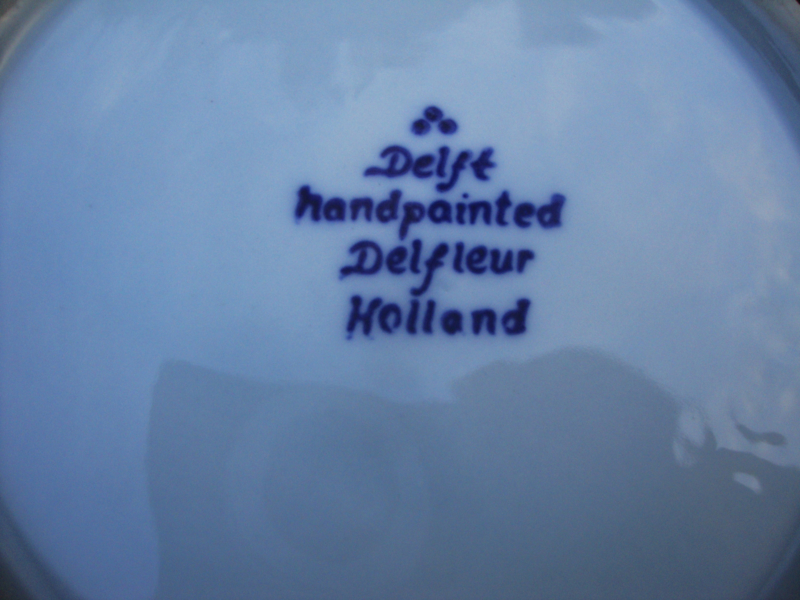 Delft
handpainted
Delfleur
Holland